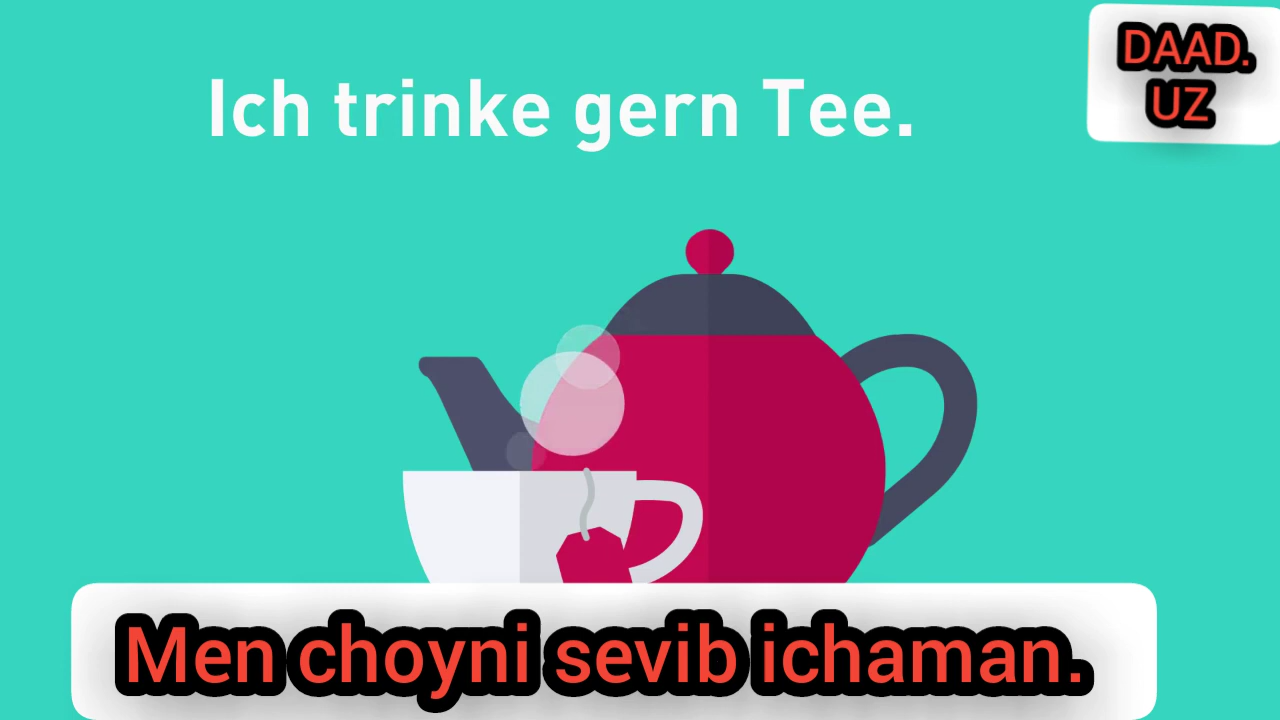 Ich trinke gern Tee.
DAAD.
UZ
Men choyni sevib ichaman.